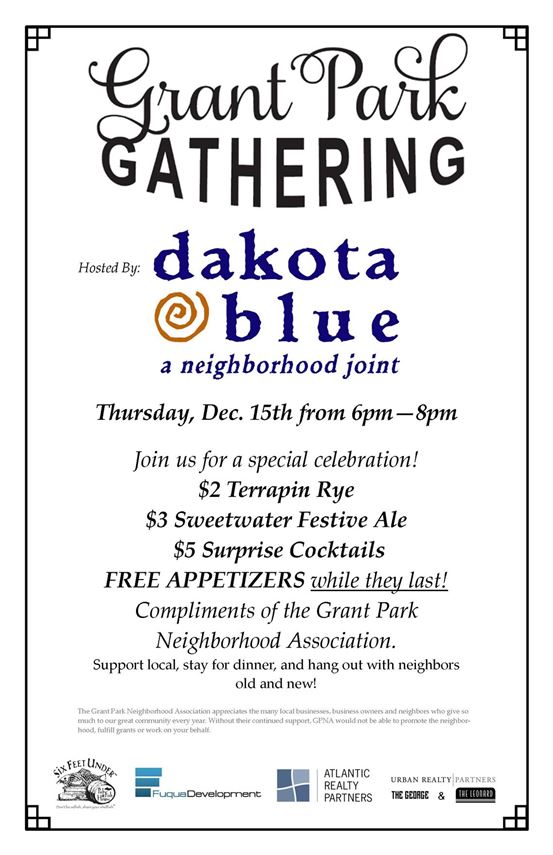 Grant Park
GATHERING
Hosted By:
dakota
blue
a neighborhood joint
Thursday, Dec. 15th from 6pm—8pm
Join us for a special celebration!
$2 Terrapin Rye
$3 Sweetwater Festive Ale
$5 Surprise Cocktails
FREE APPETIZERS while they last!
Compliments of the Grant Park
Neighborhood Association.
Support local, stay for dinner, and hang out with neighbors
old and new!
The Grant Park Neighborhood Association appreciates the many local businesses, business owners and neighbors who give so
much to our great community every year. Without their continued support, GPNA would not be able to promote the neighbor-
hood, fulfill grants or work on your behalf.
SIX FEET UNDER
FuquaDevelopment
ATLANTIC
REALTY
PARTNERS
URBAN REALTY|PARTNERS
THE GEORGE & THE LEONARD